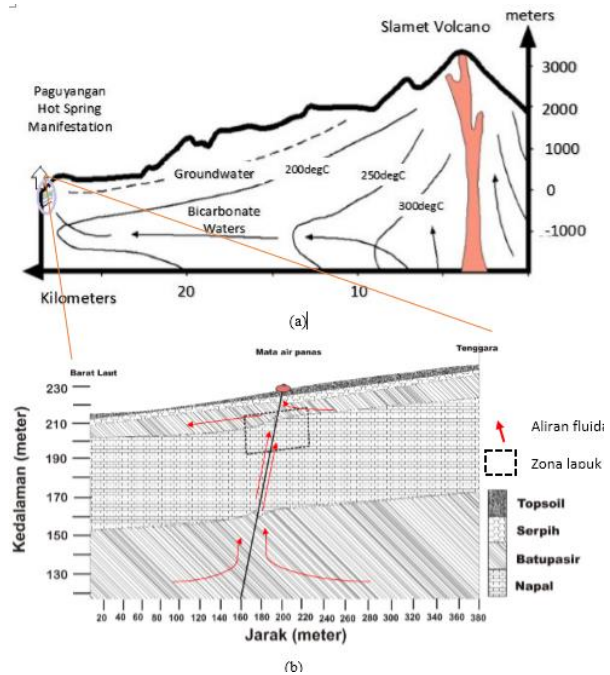 meters
Slamet Volcano
3000
Paguyangan
Hot Spring
Manifestation
2000
1000
Groundwater
200degC
250degC
0
Bicarbonate
Waters
300degC
-1000
Kilometers
20
10
(a)
Barat Laut
Mata air panas
Tenggara
230
210
190
170
150
130
Kedalaman (meter)
20 40 60 80 100 120 140 160 180 200 220 240 260 280 300 320 340 360 380
Jarak (meter)
Aliran fluida
Zona lapuk
Topsoil
Serpih
Batupasir
Napal
(b)